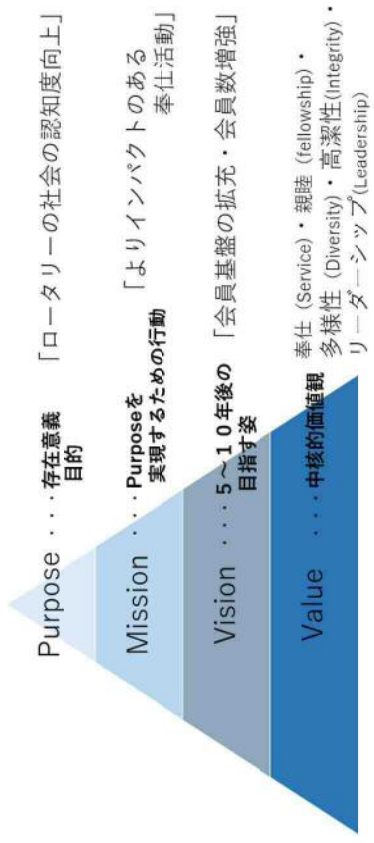 Purpose ・・・存在意義 「ロータリーの社会の認知度向上」
目的
Mission ・・・Purposeを 「よりインパクトのある
実現するための行動 奉仕活動」
Vision ・・・５～１０年後の 「会員基盤の拡充・会員数増強」
目指す姿
Value ・・・中核的価値観 奉仕 (Service)・親睦 (fellowship)・
多様性 (Diversity)・高潔性(Integrity)・
リーダーシップ(Leadership)